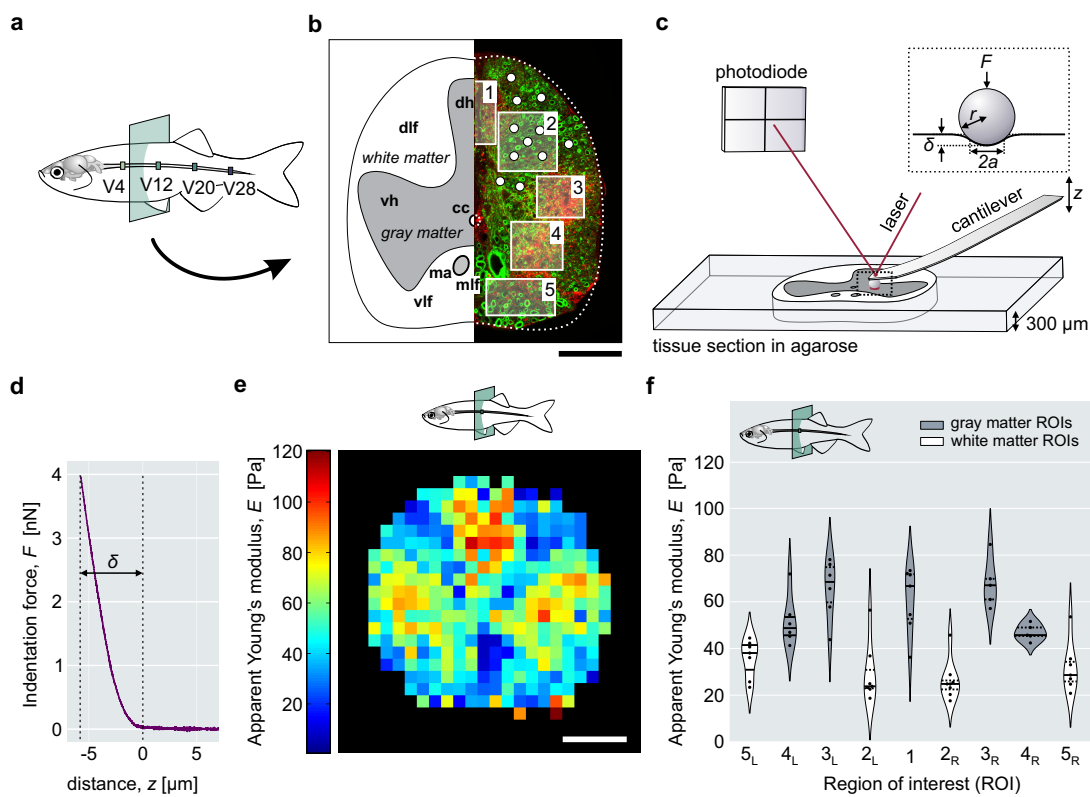 a
V4
V12
V20
V28
b
dh
dlf
white matter
vh
cc
gray matter
ma
mlf
vlf
1
2
3
4
5
c
photodiode
F
r
δ
2a
z
laser
cantilever
300 µm
tissue section in agarose
d
Indentation force, F [nN]
4
3
2
1
0
δ
-5
0
5
distance, z [µm]
e
Apparent Young's modulus, E [Pa]
120
100
80
60
40
20
0
f
gray matter ROIs
white matter ROIs
Apparent Young's modulus, E [Pa]
120
100
80
60
40
20
0
5L
4L
3L
2L
1
2R
3R
4R
5R
Region of interest (ROI)